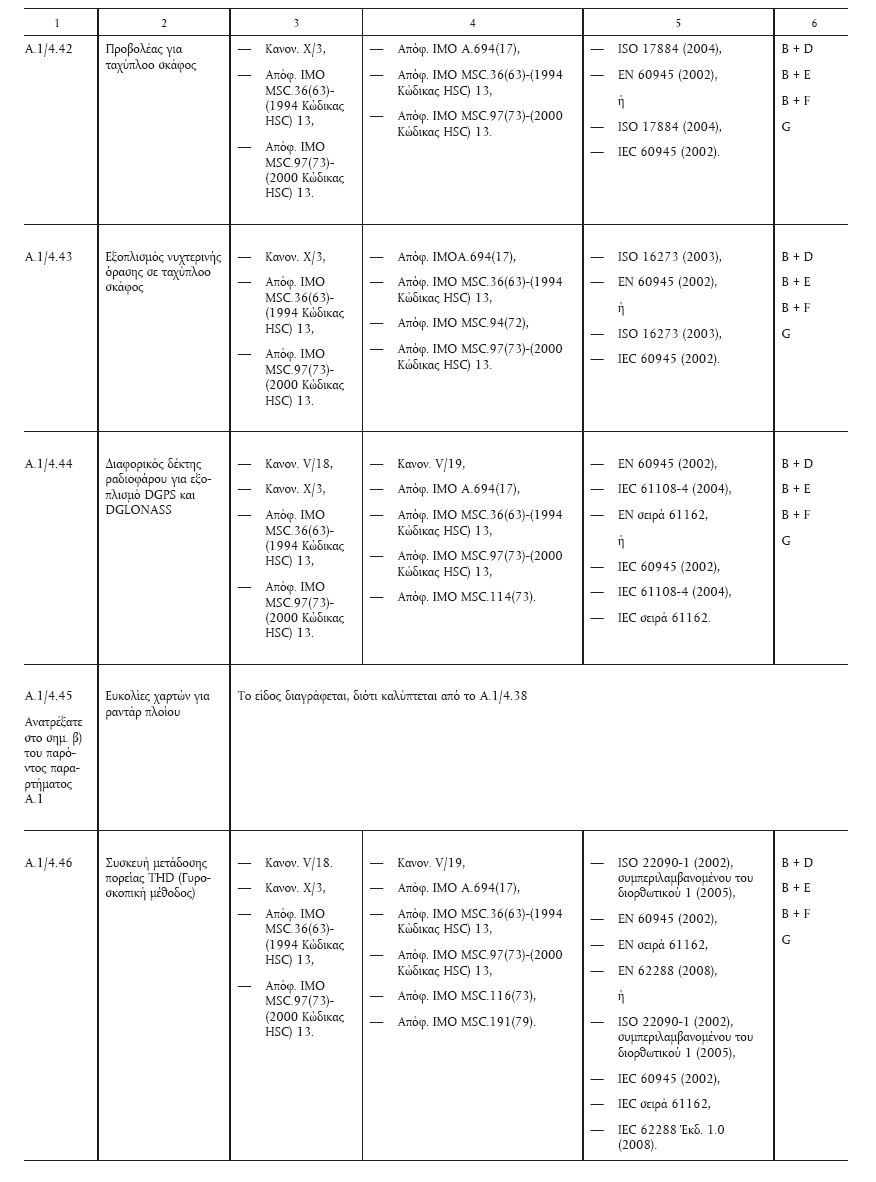 1 2 3 4 5 6
A.1/4.42
Προβολέας για
ταχύπλοο σκάφος
— Κανον. X/3,
— Απόφ. IMO
MSC.36(63)-
(1994 Κώδικας
HSC) 13,
— Απόφ. IMO
MSC.97(73)-
(2000 Κώδικας
HSC) 13.
— Απόφ. IMO A.694(17),
— Απόφ. IMO MSC.36(63)-(1994
Κώδικας HSC) 13,
— Απόφ. IMO MSC.97(73)-(2000
Κώδικας HSC) 13.
— ISO 17884 (2004),
— EN 60945 (2002),
ή
— ISO 17884 (2004),
— IEC 60945 (2002).
B + D
B + E
B + F
G
A.1/4.43
Εξοπλισμός νυχτερινής
όρασης σε ταχύπλοο
σκάφος
— Κανον. X/3,
— Απόφ. IMO
MSC.36(63)-
(1994 Κώδικας
HSC) 13,
— Απόφ. IMO
MSC.97(73)-
(2000 Κώδικας
HSC) 13.
— Απόφ. IMOA.694(17),
— Απόφ. IMO MSC.36(63)-(1994
Κώδικας HSC) 13,
— Απόφ. IMO MSC.94(72),
— Απόφ. IMO MSC.97(73)-(2000
Κώδικας HSC) 13.
— ISO 16273 (2003),
— EN 60945 (2002),
ή
— ISO 16273 (2003),
— IEC 60945 (2002).
B + D
B + E
B + F
G
A.1/4.44
Διαφορικός δέκτης
ραδιοφάρου για εξο-
πλισμό DGPS και
DGLONASS
— Κανον. V/18,
— Κανον. X/3,
— Απόφ. IMO
MSC.36(63)-
(1994 Κώδικας
HSC) 13,
— Απόφ. IMO
MSC.97(73)-
(2000 Κώδικας
HSC) 13.
— Κανον. V/19,
— Απόφ. IMO A.694(17),
— Απόφ. IMO MSC.36(63)-(1994
Κώδικας HSC) 13,
— Απόφ. IMO MSC.97(73)-(2000
Κώδικας HSC) 13,
— Απόφ. IMO MSC.114(73).
— EN 60945 (2002),
— IEC 61108-4 (2004),
— EN σειρά 61162,
ή
— IEC 60945 (2002),
— IEC 61108-4 (2004),
— IEC σειρά 61162.
B + D
B + E
B + F
G
A.1/4.45
Ανατρέξατε
στο σημ. β)
του παρό-
ντος παρα-
ρτήματος
A.1
Ευκολίες χαρτών για
ραντάρ πλοίου
Το είδος διαγράφεται, διότι καλύπτεται από το A.1/4.38
A.1/4.46
Συσκευή μετάδοσης
πορείας THD (Γυρο-
σκοπική μέθοδος)
— Κανον. V/18.
— Κανον. X/3,
— Απόφ. IMO
MSC.36(63)-
(1994 Κώδικας
HSC) 13,
— Απόφ. IMO
MSC.97(73)-
(2000 Κώδικας
HSC) 13.
— Κανον. V/19,
— Απόφ. IMO A.694(17),
— Απόφ. IMO MSC.36(63)-(1994
Κώδικας HSC) 13,
— Απόφ. IMO MSC.97(73)-(2000
Κώδικας HSC) 13,
— Απόφ. IMO MSC.116(73),
— Απόφ. IMO MSC.191(79).
— ISO 22090-1 (2002),
συμπεριλαμβανομένου του
διορθωτικού 1 (2005),
— EN 60945 (2002),
— EN σειρά 61162,
— EN 62288 (2008),
ή
— ISO 22090-1 (2002),
συμπεριλαμβανομένου του
διορθωτικού 1 (2005),
— IEC 60945 (2002),
— IEC σειρά 61162,
— IEC 62288 Έκδ. 1.0
(2008).
B + D
B + E
B + F
G